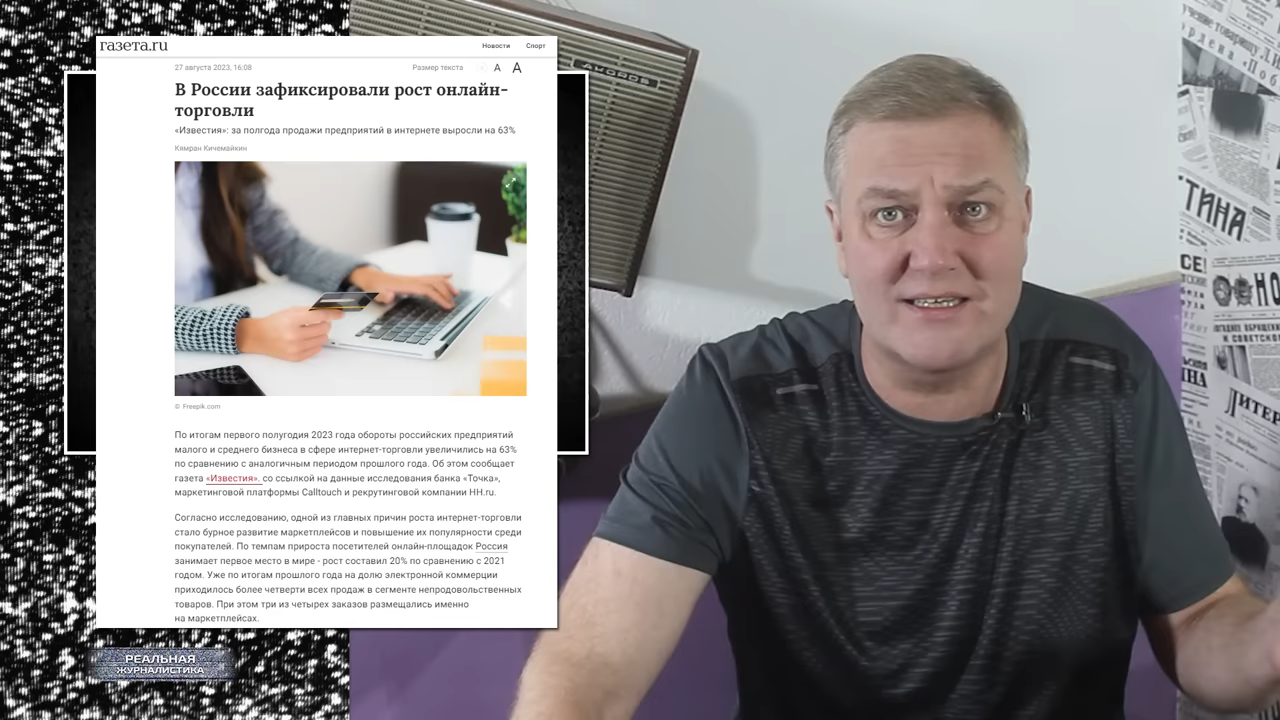 газета.ru
Новости Спорт
27 августа 2023, 16:08
Размер текста А А
В России зафиксировали рост онлайн-
торговли
«Известия»: за полгода продажи предприятий в интернете выросли на 63%
Кямран Кичемайкин
© Freepik.com
По итогам первого полугодия 2023 года обороты российских предприятий
малого и среднего бизнеса в сфере интернет-торговли увеличились на 63%
по сравнению с аналогичным периодом прошлого года. Об этом сообщает
газета «Известия». со ссылкой на данные исследования банка «Точка»,
маркетинговой платформы Calltouch и рекрутинговой компании HH.ru.
Согласно исследованию, одной из главных причин роста интернет-торговли
стало бурное развитие маркетплейсов и повышение их популярности среди
покупателей. По темпам прироста посетителей онлайн-площадок Россия
занимает первое место в мире - рост составил 20% по сравнению с 2021
годом. Уже по итогам прошлого года на долю электронной коммерции
приходилось более четверти всех продаж в сегменте непродовольственных
товаров. При этом три из четырех заказов размещались именно
на маркетплейсах.
РЕАЛЬНАЯ
ЖУРНАЛИСТИКА
AKORDS
ТИНА
НО
ЛИТЕР